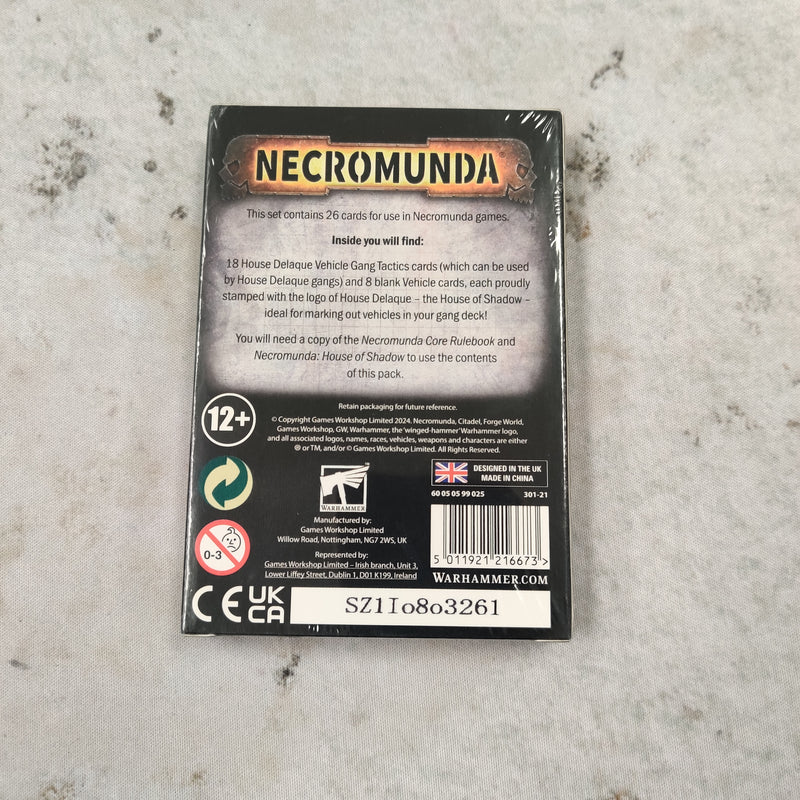 NECROMUNDA
This set contains 26 cards for use in Necromunda games.
Inside you will find:
18 House Delaque Vehicle Gang Tactics cards (which can be used
by House Delaque gangs) and 8 blank Vehicle cards, each proudly
stamped with the logo of House Delaque – the House of Shadow –
ideal for marking out vehicles in your gang deck!
You will need a copy of the Necromunda Core Rulebook and
Necromunda: House of Shadow to use the contents
of this pack.
12+
Retain packaging for future reference.
© Copyright Games Workshop Limited 2024. Necromunda, Citadel, Forge World,
Games Workshop, GW, Warhammer, the 'winged-hammer' Warhammer logo,
and all associated logos, names, races, vehicles, weapons and characters are either
® or TM, and/or © Games Workshop Limited. All Rights Reserved.
WARHAMMER
DESIGNED IN THE UK
MADE IN CHINA
60 05 05 99 025 301-21
Manufactured by:
Games Workshop Limited
Willow Road, Nottingham, NG7 2WS, UK
0-3
Represented by:
Games Workshop Limited – Irish branch, Unit 3,
Lower Liffey Street, Dublin 1, D01 K199, Ireland
5 011921 216673 >
WARHAMMER.COM
CE UK
CA
SZ1Io8o3261